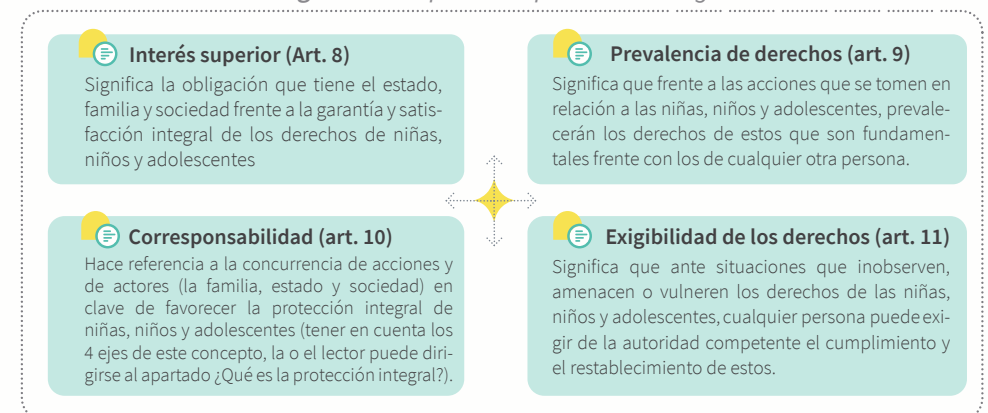 Interés superior (Art. 8)
Significa la obligación que tiene el estado,
familia y sociedad frente a la garantía y satis-
facción integral de los derechos de niñas,
niños y adolescentes
Prevalencia de derechos (art. 9)
Significa que frente a las acciones que se tomen en
relación a las niñas, niños y adolescentes, prevale-
cerán los derechos de estos que son fundamen-
tales frente con los de cualquier otra persona.
Corresponsabilidad (art. 10)
Hace referencia a la concurrencia de acciones y
de actores (la familia, estado y sociedad) en
clave de favorecer la protección integral de
niñas, niños y adolescentes (tener en cuenta los
4 ejes de este concepto, la o el lector puede diri-
girse al apartado ¿Qué es la protección integral?).
Exigibilidad de los derechos (art. 11)
Significa que ante situaciones que inobserven,
amenacen o vulneren los derechos de las niñas,
niños y adolescentes, cualquier persona puede exi-
gir de la autoridad competente el cumplimiento y
el restablecimiento de estos.